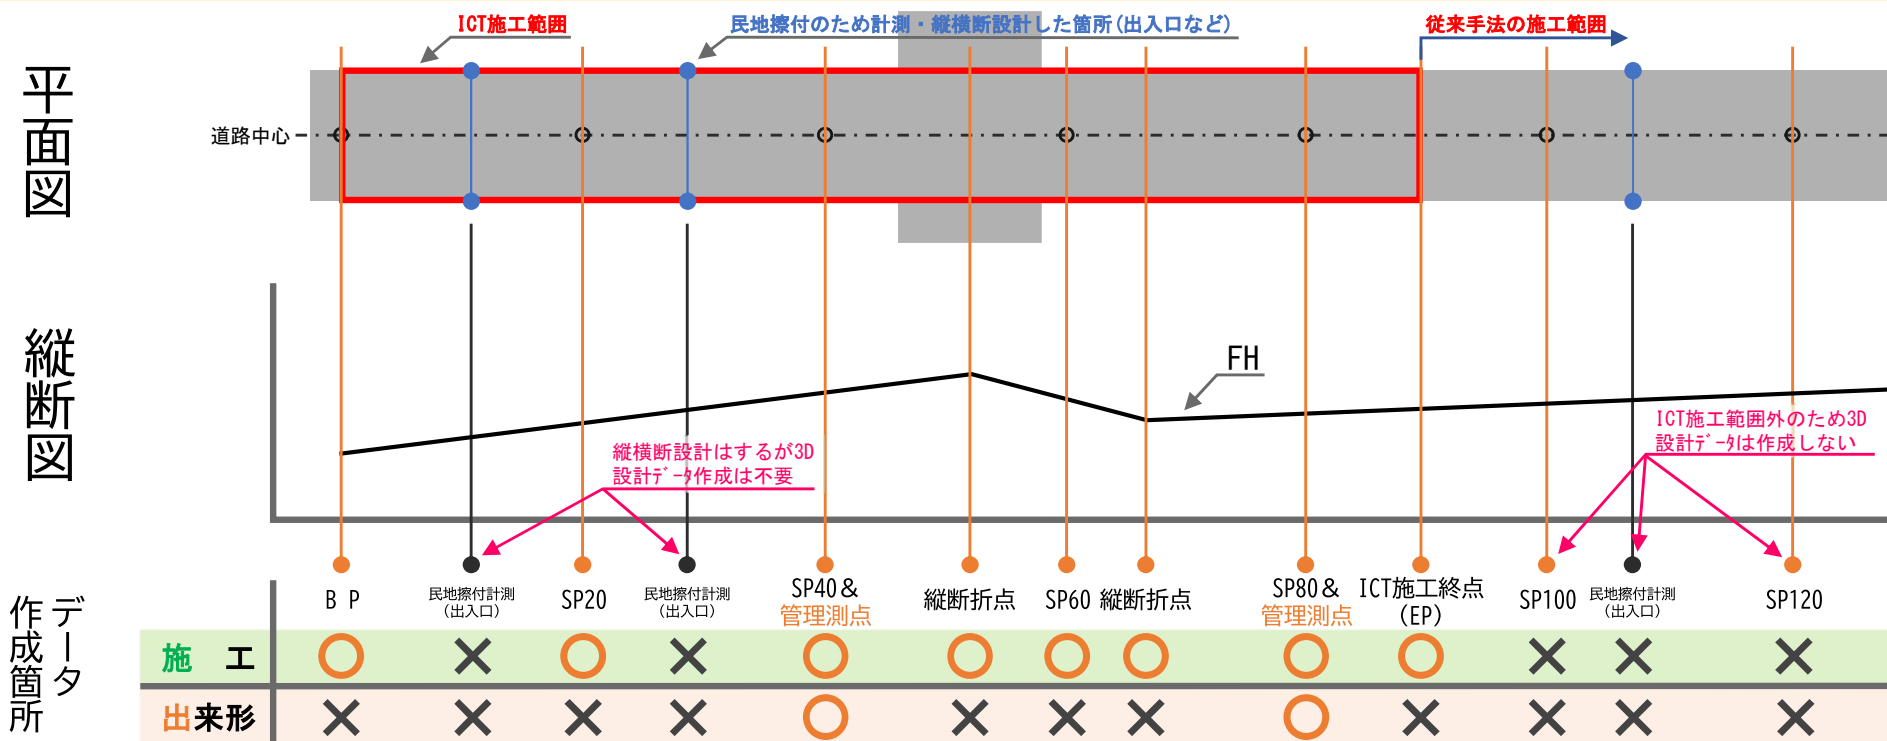 ICT施工範囲
民地擦付のため計測・縦横断設計した箇所(出入口など)
従来手法の施工範囲
平面図
道路中心
縦断図
FH
縦横断設計はするが3D
設計ﾃﾞｰﾀ作成は不要
ICT施工範囲外のため3D
設計ﾃﾞｰﾀは作成しない
データ
作成箇所
B P
民地擦付計測
(出入口)
SP20
民地擦付計測
(出入口)
SP40＆
管理測点
縦断折点
SP60
縦断折点
SP80＆
管理測点
ICT施工終点
(EP)
SP100
民地擦付計測
(出入口)
SP120
施 工
出来形